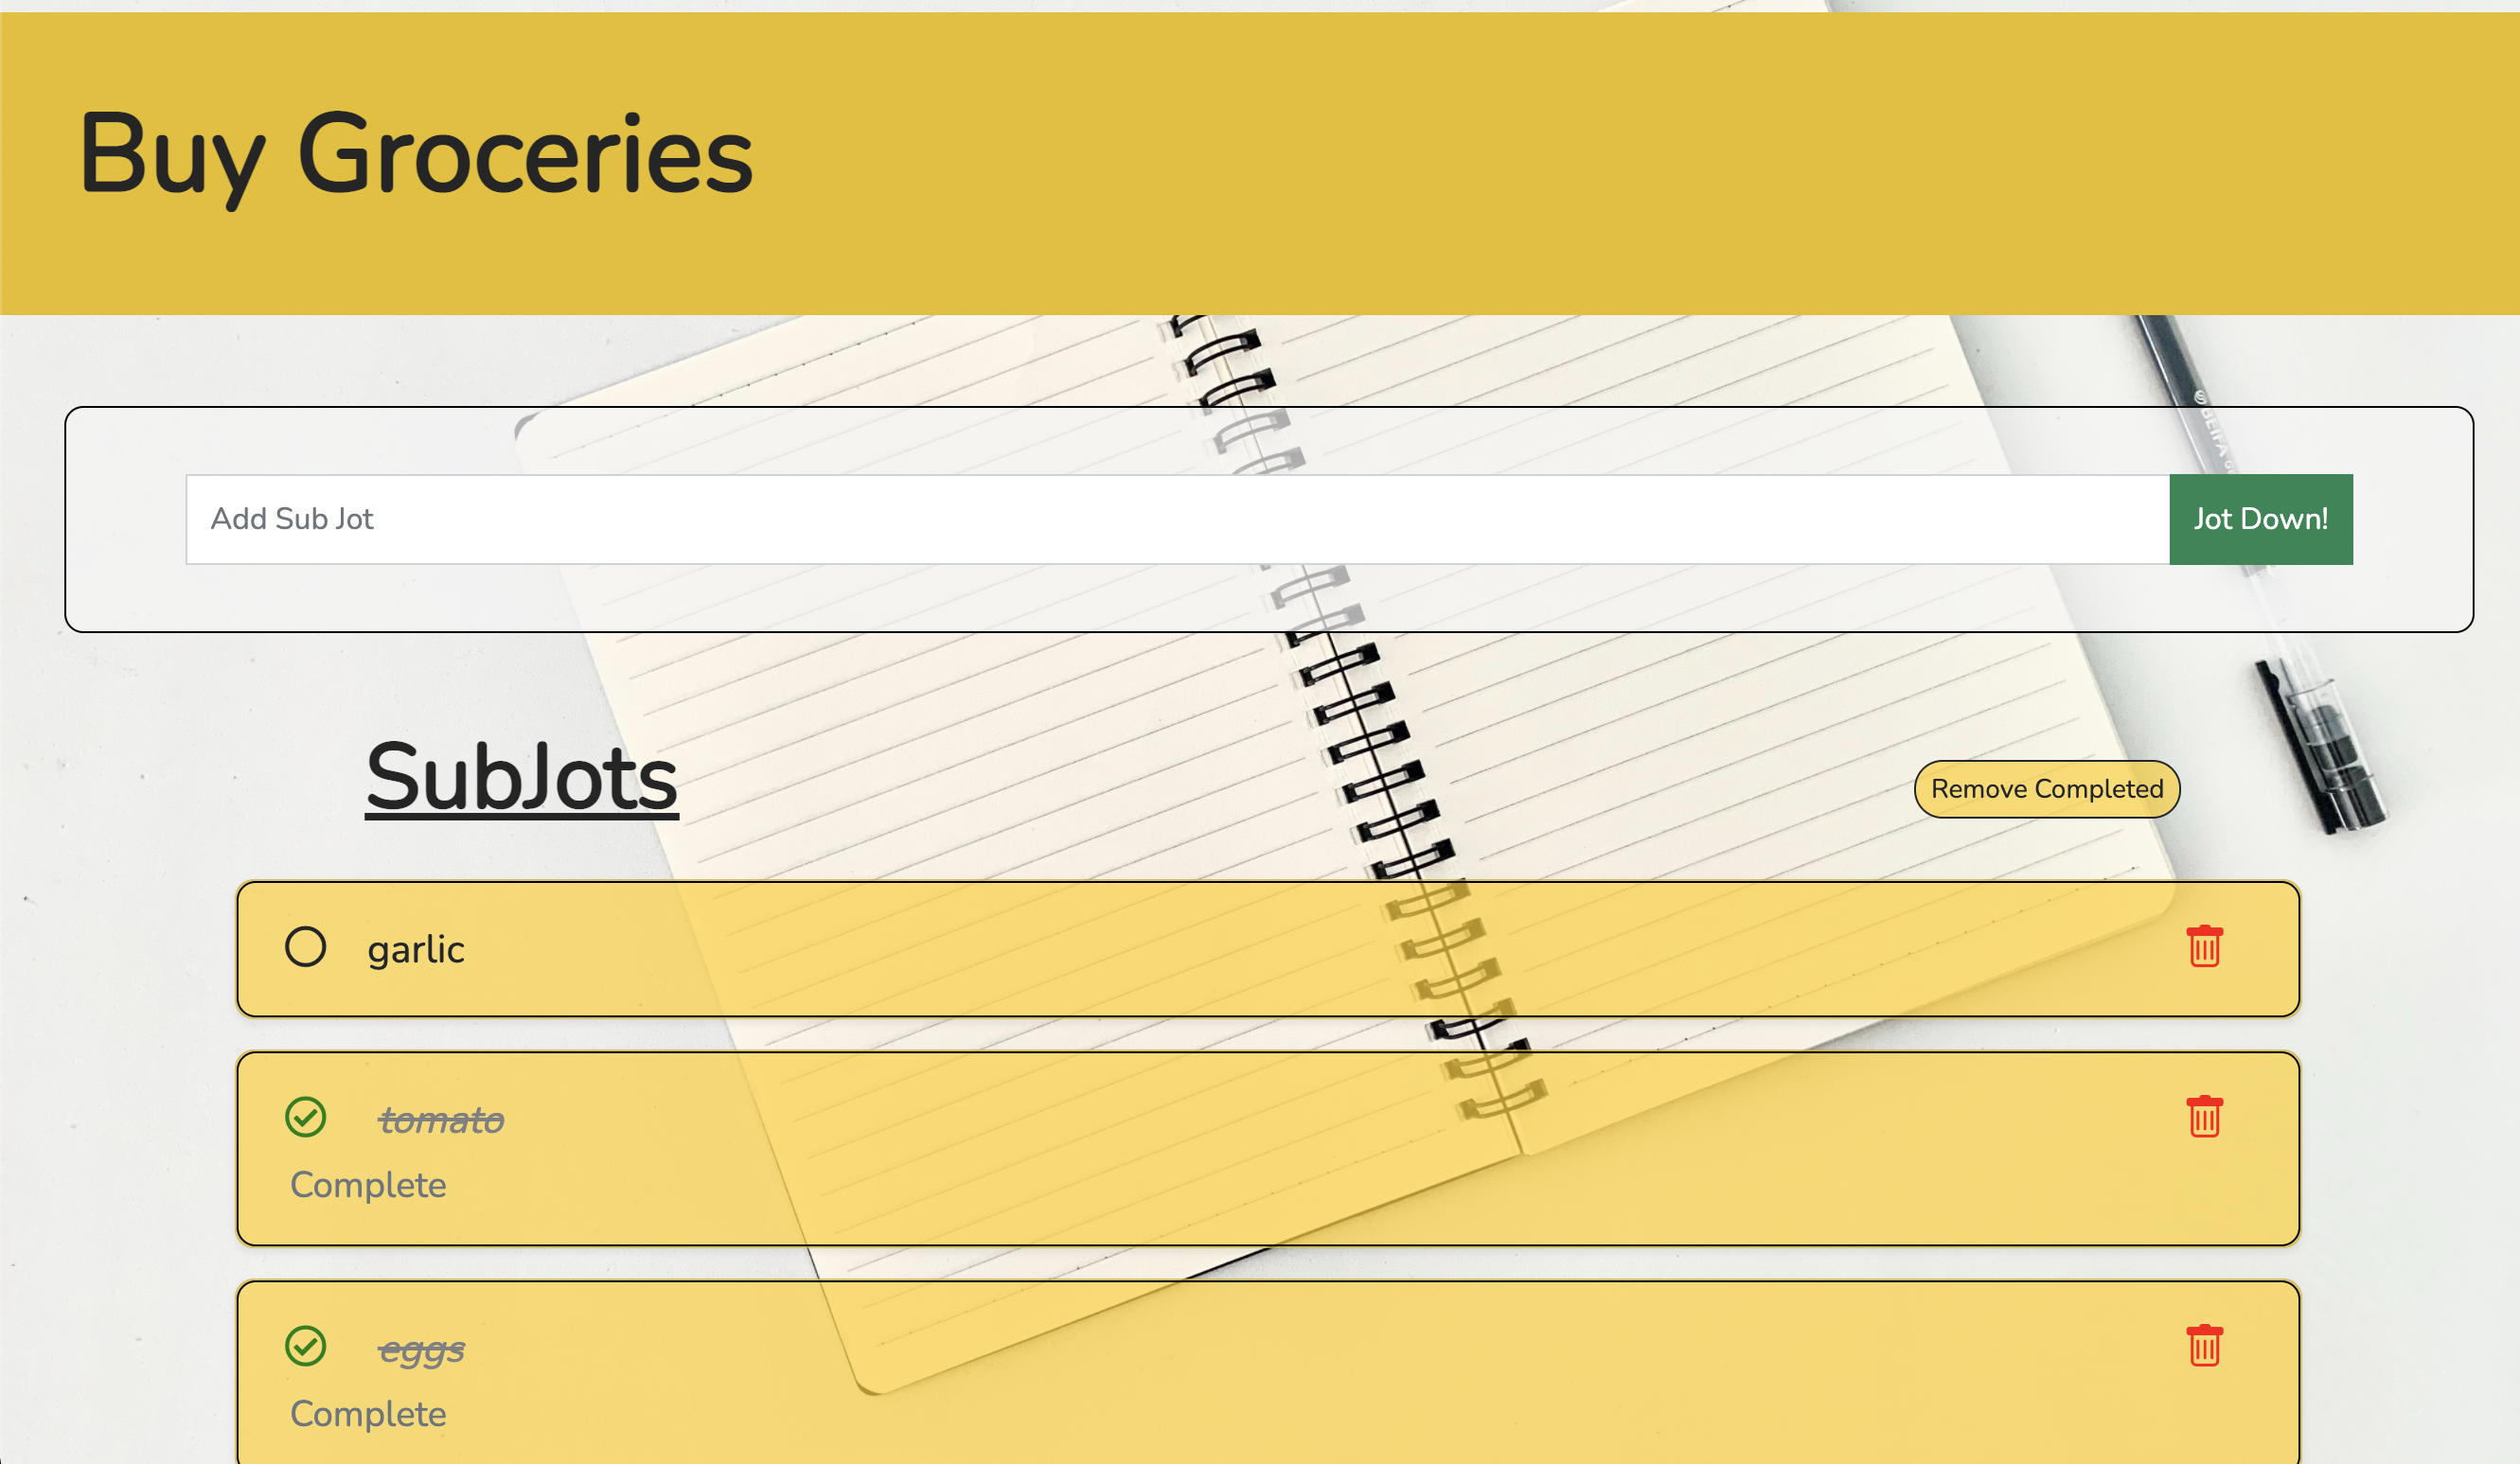 Buy Groceries
Add Sub Jot
Jot Down!
SubJots
Remove Completed
garlic
tomato
Complete
eggs
Complete